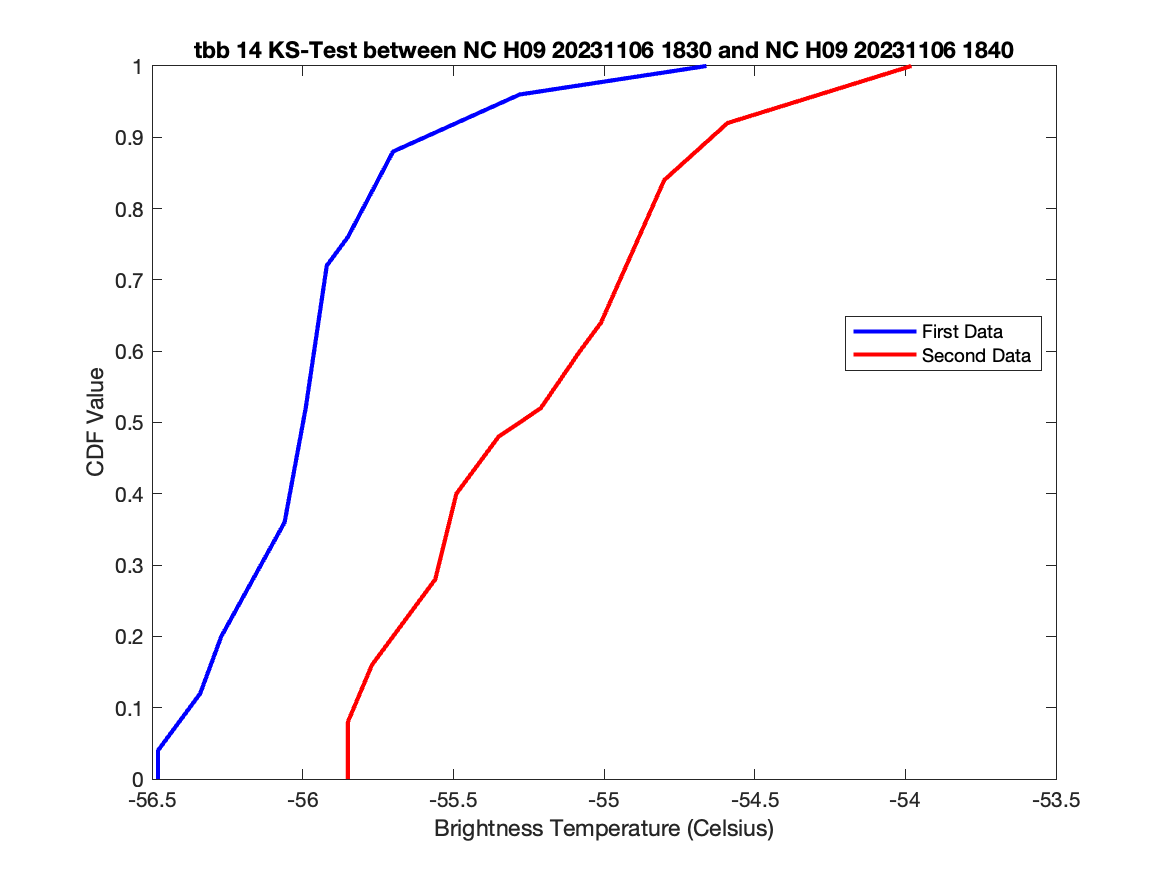 tbb 14 KS-Test between NC H09 20231106 1830 and NC H09 20231106 1840
1
0.9
0.8
0.7
0.6
0.5
0.4
0.3
0.2
0.1
0
CDF Value
First Data
Second Data
-56.5 -56 -55.5 -55 -54.5 -54 -53.5
Brightness Temperature (Celsius)